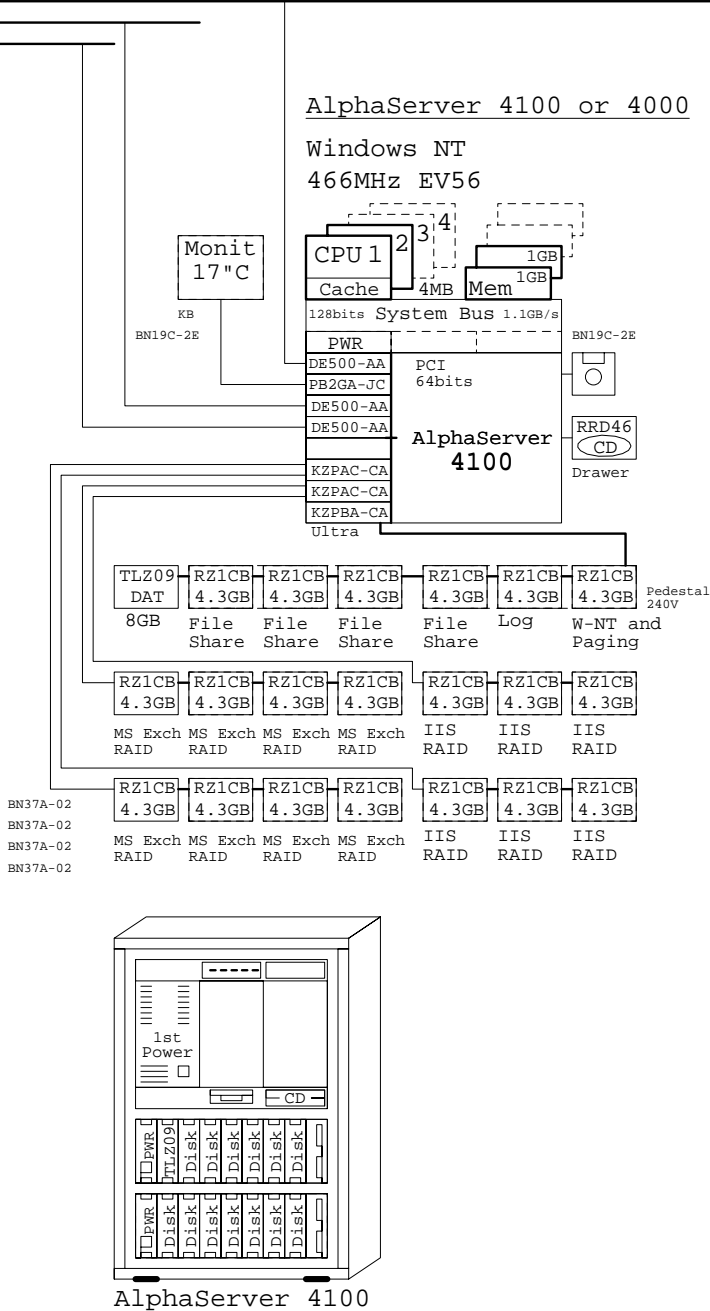 AlphaServer 4100 or 4000
Windows NT
466MHz EV56
Monit
17"C
KB
BN19C-2E
CPU 1
2
3
4
Cache
4MB
Mem
1GB
1GB
128bits System Bus 1.1GB/s
PWR
DE500-AA
PB2GA-JC
DE500-AA
DE500-AA
KZPAC-CA
KZPAC-CA
KZPBA-CA
Ultra
PCI
64bits
AlphaServer
4100
BN19C-2E
RRD46
CD
Drawer
TLZ09 RZ1CB RZ1CB RZ1CB RZ1CB RZ1CB RZ1CB
DAT 4.3GB 4.3GB 4.3GB 4.3GB 4.3GB 4.3GB
Pedestal
240V
8GB File File File File Log W-NT and
Share Share Share Share Paging
RZ1CB RZ1CB RZ1CB RZ1CB RZ1CB RZ1CB RZ1CB
4.3GB 4.3GB 4.3GB 4.3GB 4.3GB 4.3GB 4.3GB
MS Exch MS Exch MS Exch MS Exch IIS IIS IIS
RAID RAID RAID RAID RAID RAID RAID
RZ1CB RZ1CB RZ1CB RZ1CB RZ1CB RZ1CB RZ1CB
4.3GB 4.3GB 4.3GB 4.3GB 4.3GB 4.3GB 4.3GB
MS Exch MS Exch MS Exch MS Exch IIS IIS IIS
RAID RAID RAID RAID RAID RAID RAID
BN37A-02
BN37A-02
BN37A-02
BN37A-02
1st
Power
CD
PWR TLZ09 Disk Disk Disk Disk Disk Disk
PWR Disk Disk Disk Disk Disk Disk Disk
AlphaServer 4100